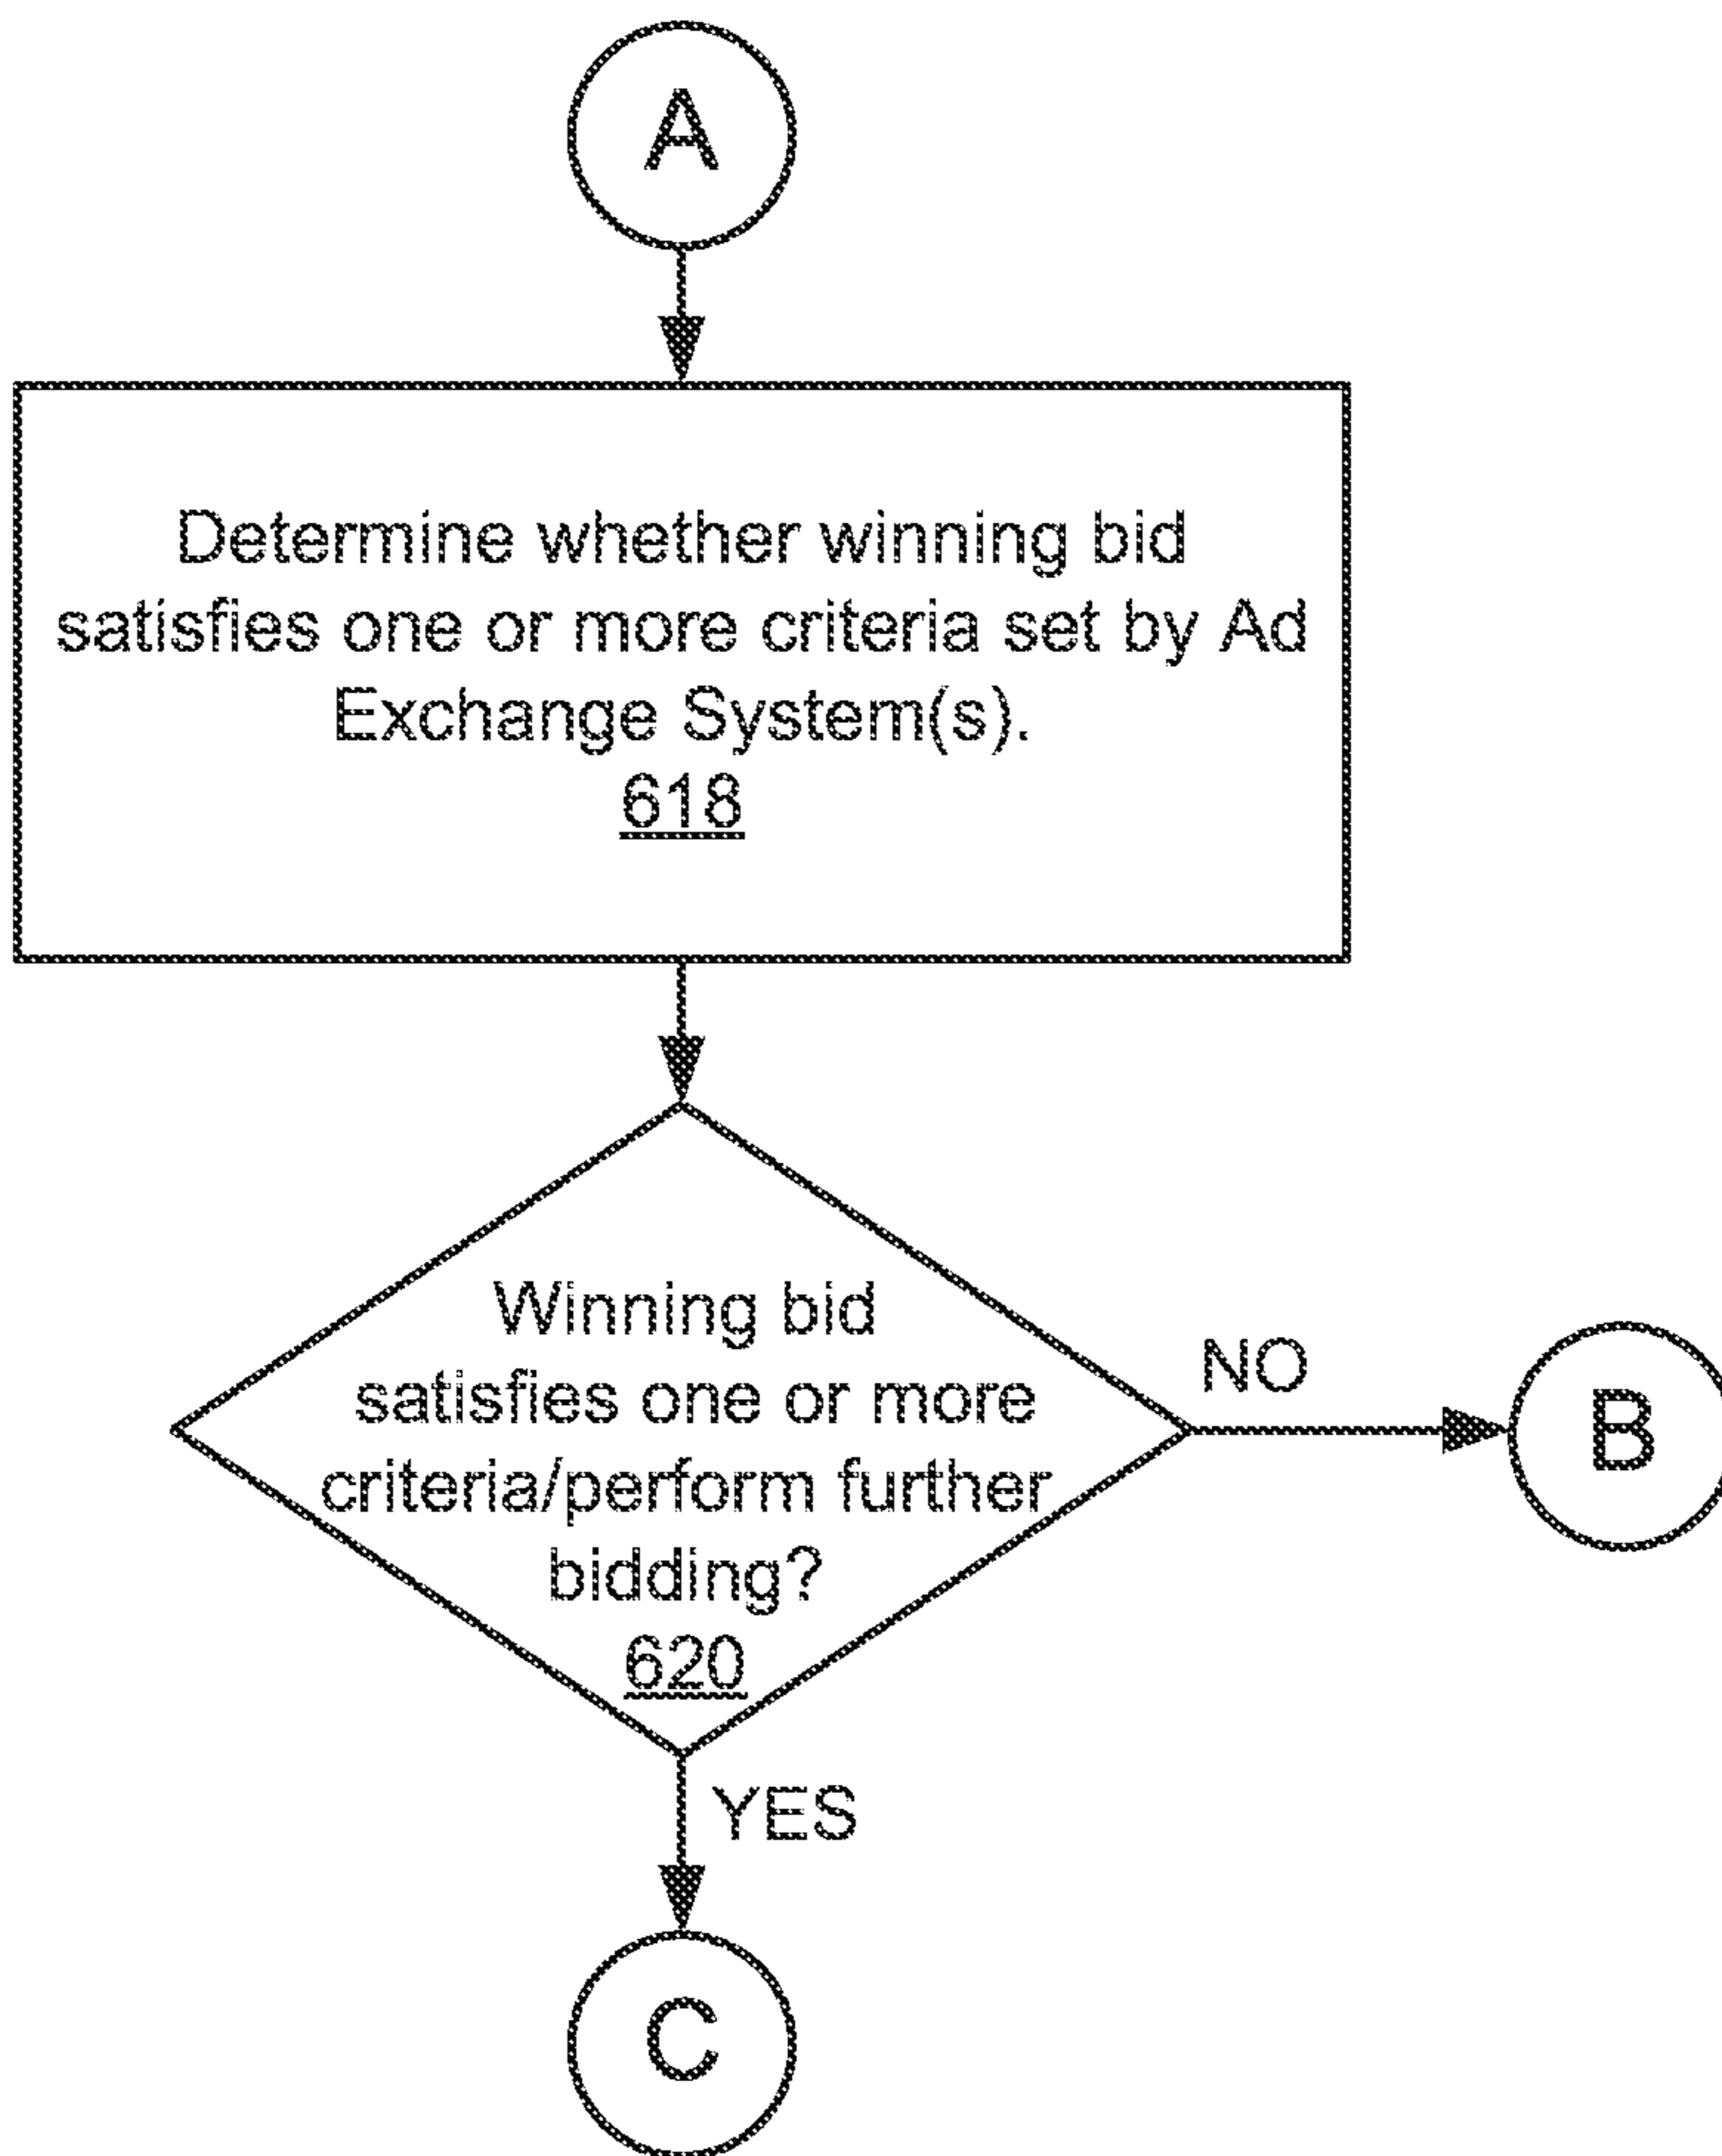 A
Determine whether winning bid
satisfies one or more criteria set by Ad
Exchange System(s).
618
Winning bid
satisfies one or more
criteria/perform further
bidding?
620
NO
B
YES
C